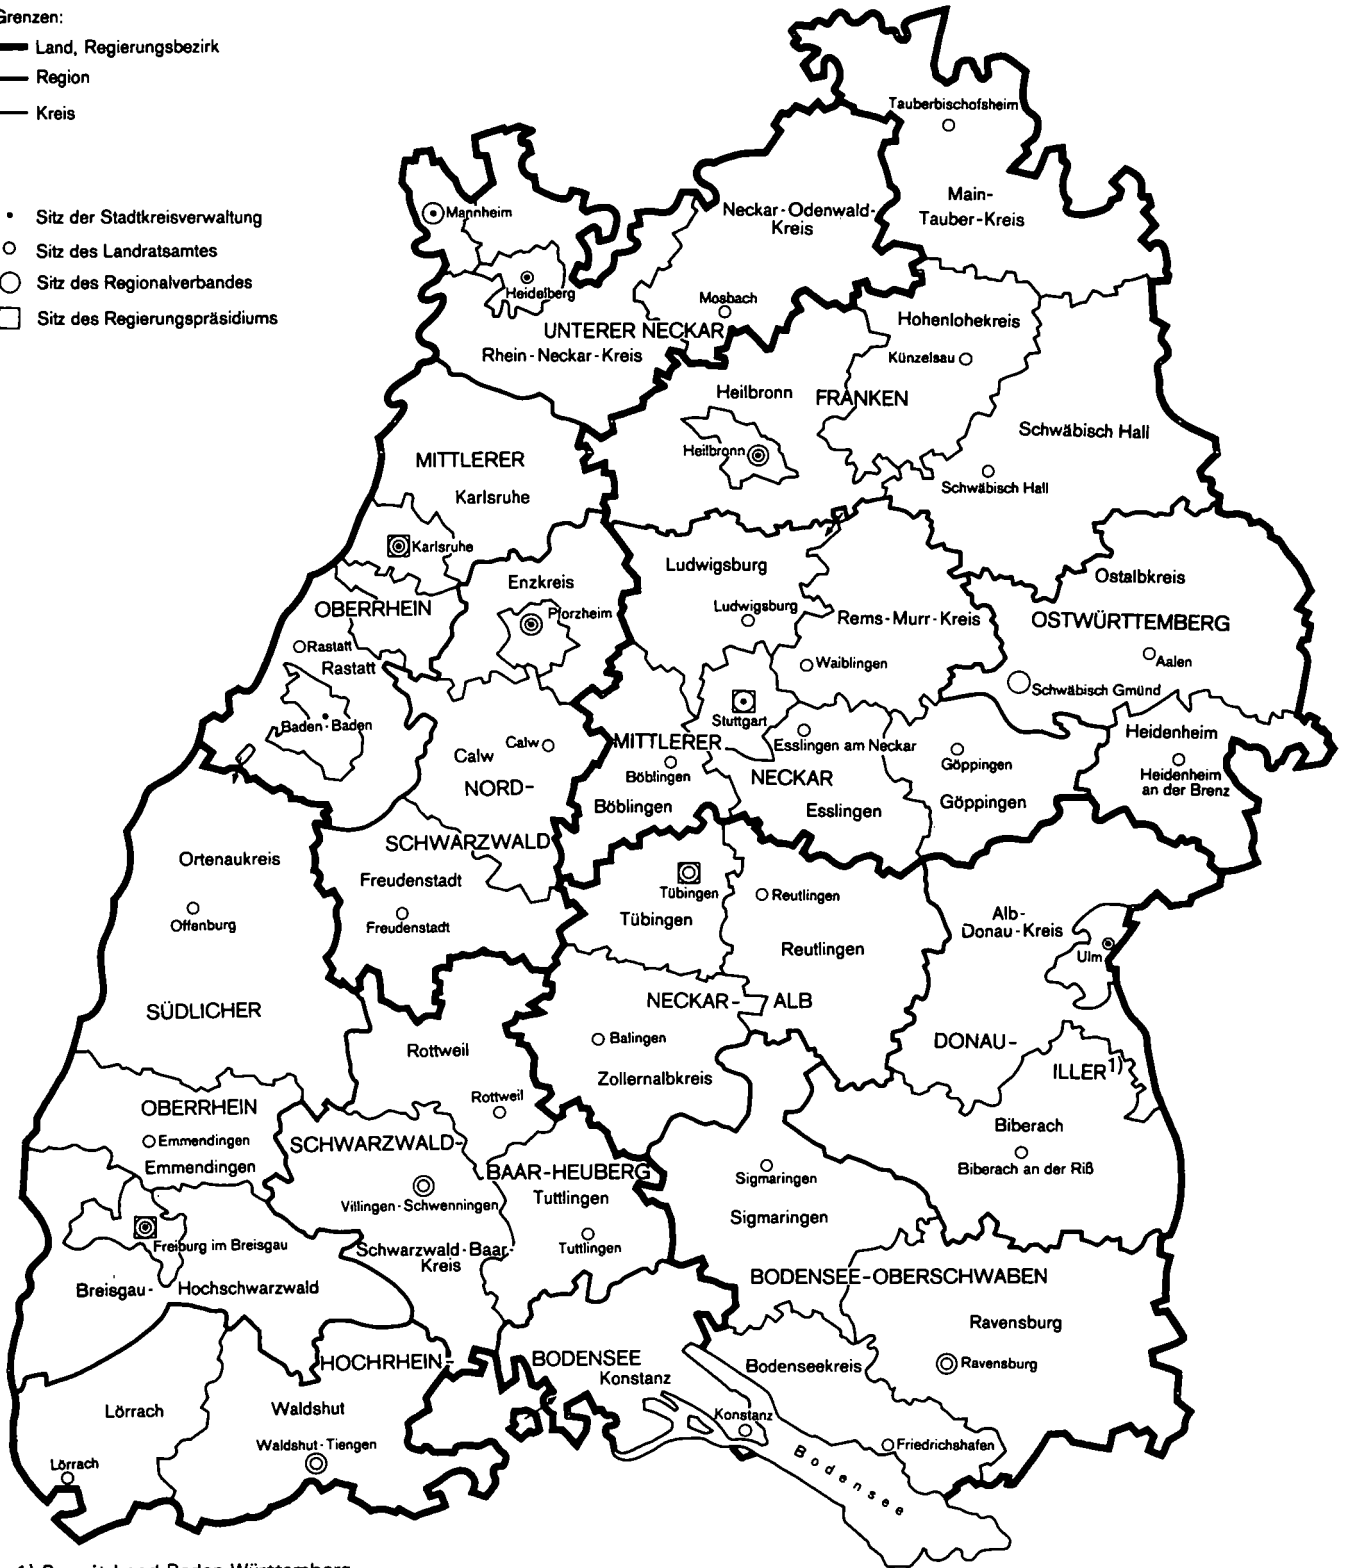 Grenzen:
Land, Regierungsbezirk
Region
Kreis
Sitz der Stadtkreisverwaltung
Sitz des Landratsamtes
Sitz des Regionalverbandes
Sitz des Regierungspräsidiums
Tauberbischofsheim
Main-
Tauber-Kreis
Neckar-Odenwald-
Kreis
Mannheim
Heidelberg
Mosbach
UNTERER NECKAR
Rhein-Neckar-Kreis
Hohenlohekreis
Künzelsau
Heilbronn
FRANKEN
Heilbronn
Schwäbisch Hall
Schwäbisch Hall
MITTLERER
Karlsruhe
Karlsruhe
OBERRHEIN
Rastatt
Rastatt
Baden-Baden
Enzkreis
Pforzheim
Ludwigsburg
Ludwigsburg
Rems-Murr-Kreis
Waiblingen
Ostalbkreis
OSTWÜRTTEMBERG
Aalen
Schwäbisch Gmünd
Heidenheim
Heidenheim
an der Brenz
Stuttgart
MITTLERER
Esslingen am Neckar
Böblingen
NECKAR
Böblingen
Esslingen
Göppingen
Göppingen
Calw
Calw
NORD-
SCHWARZWALD
Freudenstadt
Freudenstadt
Ortenaukreis
Offenburg
SÜDLICHER
OBERRHEIN
Emmendingen
Emmendingen
Tübingen
Tübingen
Reutlingen
Reutlingen
NECKAR-ALB
Balingen
Zollernalbkreis
Alb-
Donau-Kreis
Ulm
DONAU-
ILLER1)
Biberach
Biberach an der Riß
Rottweil
Rottweil
SCHWARZWALD-
BAAR-HEUBERG
Villingen-Schwenningen
Tuttlingen
Tuttlingen
Schwarzwald-Baar-
Kreis
Freiburg im Breisgau
Breisgau-Hochschwarzwald
Sigmaringen
Sigmaringen
BODENSEE-OBERSCHWABEN
Ravensburg
Ravensburg
Bodenseekreis
Friedrichshafen
HOCHRHEIN-
BODENSEE
Konstanz
Konstanz
Bodensee
Lörrach
Lörrach
Waldshut
Waldshut-Tiengen